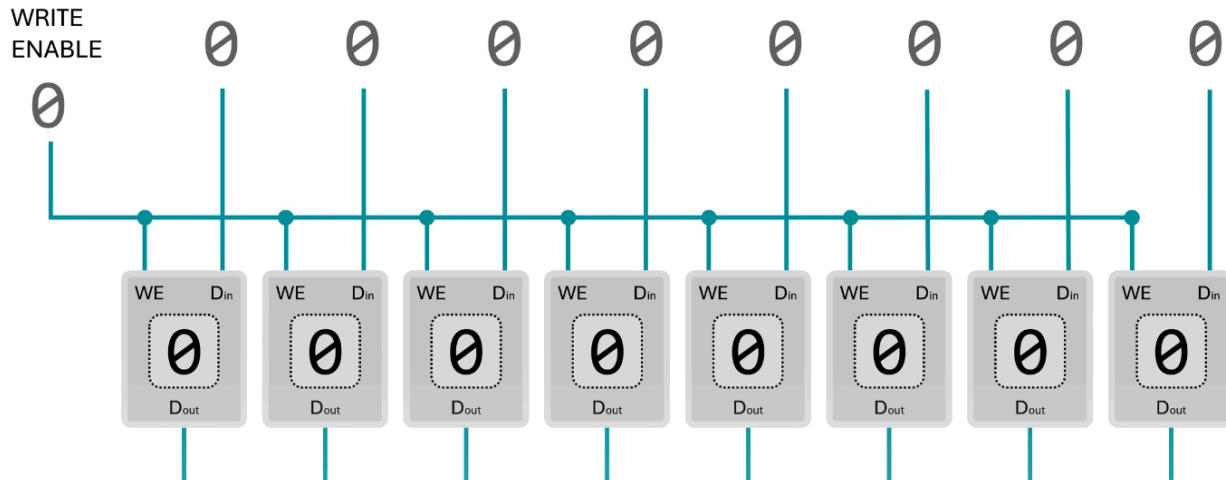 WRITE
ENABLE
0 0 0 0 0 0 0 0
0
WE Din WE Din WE Din WE Din WE Din WE Din WE Din WE Din
0 0 0 0 0 0 0 0
Dout Dout Dout Dout Dout Dout Dout Dout